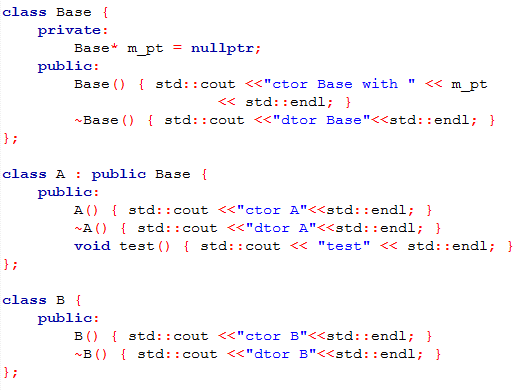 class Base {
    private:
        Base* m_pt = nullptr;
    public:
        Base() { std::cout <<"ctor Base with " << m_pt
                        << std::endl; }
        ~Base() { std::cout <<"dtor Base"<<std::endl; }
};

class A : public Base {
    public:
        A() { std::cout <<"ctor A"<<std::endl; }
        ~A() { std::cout <<"dtor A"<<std::endl; }
        void test() { std::cout << "test" << std::endl; }
};

class B {
    public:
        B() { std::cout <<"ctor B"<<std::endl; }
        ~B() { std::cout <<"dtor B"<<std::endl; }
};